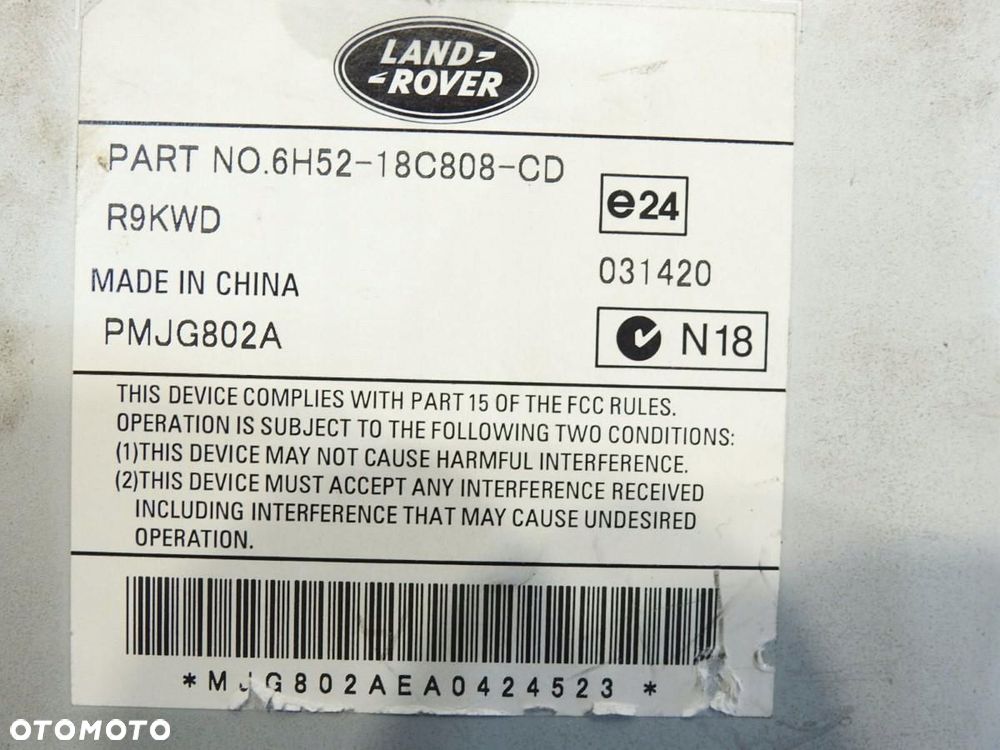 LAND-
-ROVER
PART NO.6H52-18C808-CD
e24
R9KWD
031420
MADE IN CHINA
PMJG802A
N18
THIS DEVICE COMPLIES WITH PART 15 OF THE FCC RULES.
OPERATION IS SUBJECT TO THE FOLLOWING TWO CONDITIONS:
(1)THIS DEVICE MAY NOT CAUSE HARMFUL INTERFERENCE.
(2)THIS DEVICE MUST ACCEPT ANY INTERFERENCE RECEIVED
INCLUDING INTERFERENCE THAT MAY CAUSE UNDESIRED
OPERATION.
*MJG802AEA0424523*
OTOMOTO